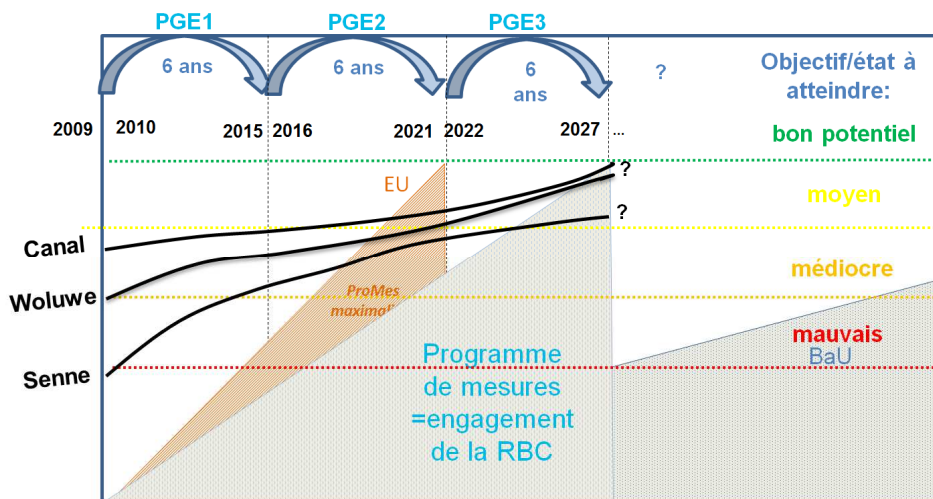 PGE1
PGE2
PGE3
6 ans
6 ans
6
ans
?
Objectif/état à
atteindre:
2009
2010
2015
2016
2021
2022
2027
...
bon potentiel
EU
?
moyen
?
Canal
médiocre
Woluwe
ProMes
maximali
mauvais
BaU
Senne
Programme
de mesures
=engagement
de la RBC